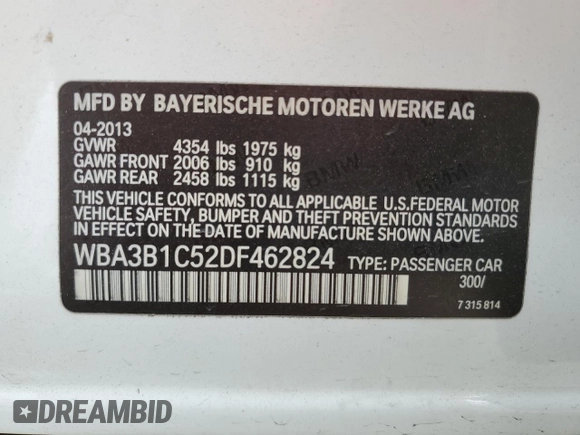 MFD BY BAYERISCHE MOTOREN WERKE AG
04-2013
GVWR 4354 lbs 1975 kg
GAWR FRONT 2006 lbs 910 kg
GAWR REAR 2458 lbs 1115 kg
THIS VEHICLE CONFORMS TO ALL APPLICABLE U.S.FEDERAL MOTOR
VEHICLE SAFETY, BUMPER AND THEFT PREVENTION STANDARDS
IN EFFECT ON THE DATE OF MANUFACTURE SHOWN ABOVE.
WBA3B1C52DF462824 TYPE: PASSENGER CAR
300/
7 315 814
DREAMBID